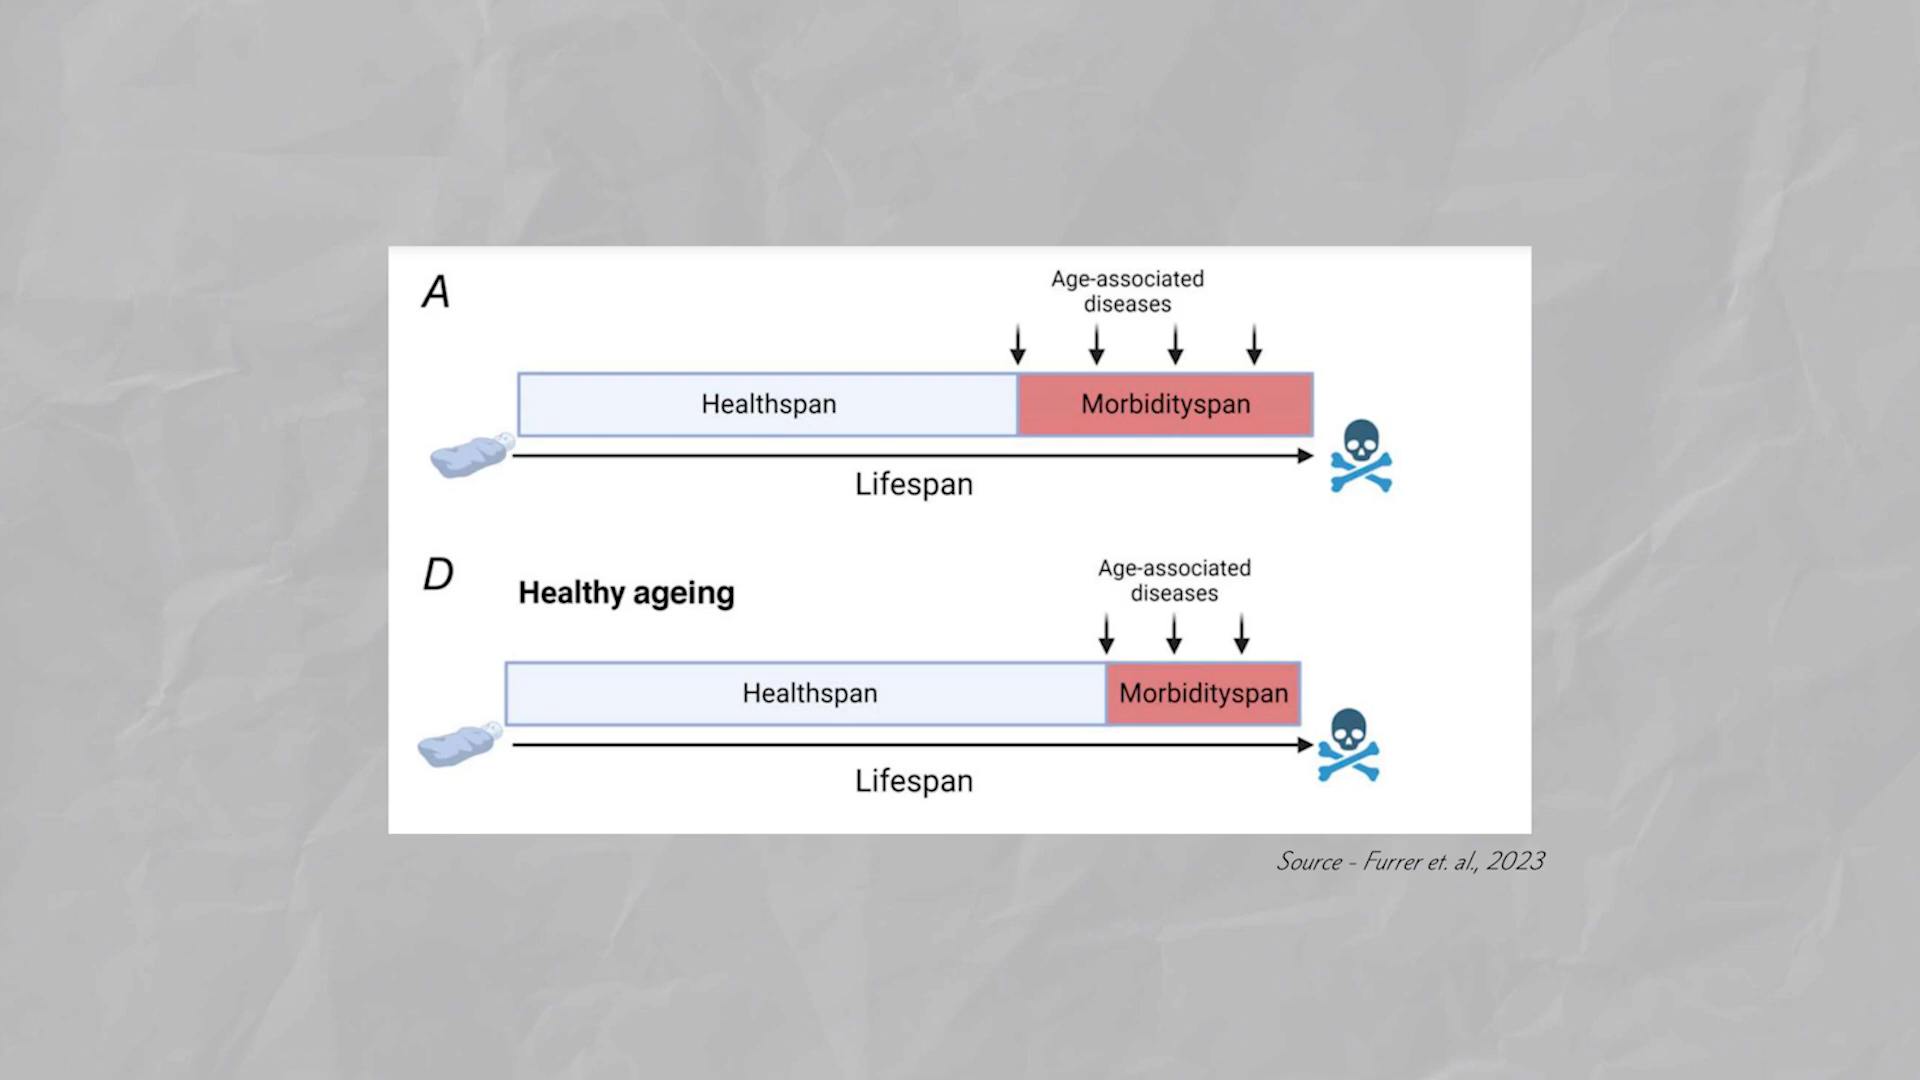 A
Age-associated
diseases
Healthspan
Morbidityspan
Lifespan
D
Healthy ageing
Age-associated
diseases
Healthspan
Morbidityspan
Lifespan
Source - Furrer et. al., 2023